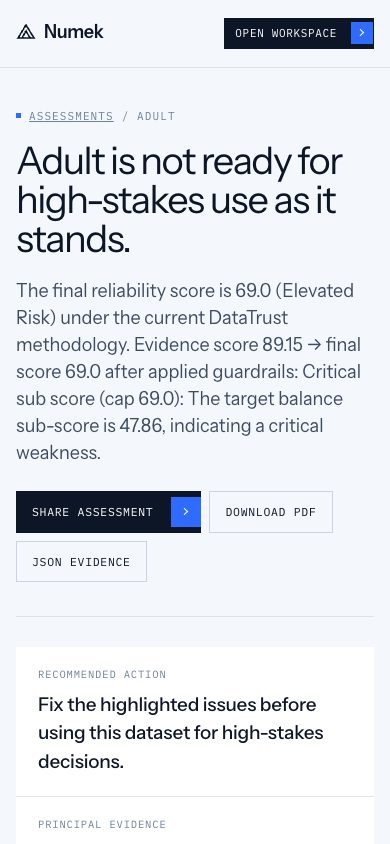 Numek
OPEN WORKSPACE
ASSESSMENTS / ADULT
Adult is not ready for
high-stakes use as it
stands.
The final reliability score is 69.0 (Elevated
Risk) under the current DataTrust
methodology. Evidence score 89.15 → final
score 69.0 after applied guardrails: Critical
sub score (cap 69.0): The target balance
sub-score is 47.86, indicating a critical
weakness.
SHARE ASSESSMENT
DOWNLOAD PDF
JSON EVIDENCE
RECOMMENDED ACTION
Fix the highlighted issues before
using this dataset for high-stakes
decisions.
PRINCIPAL EVIDENCE